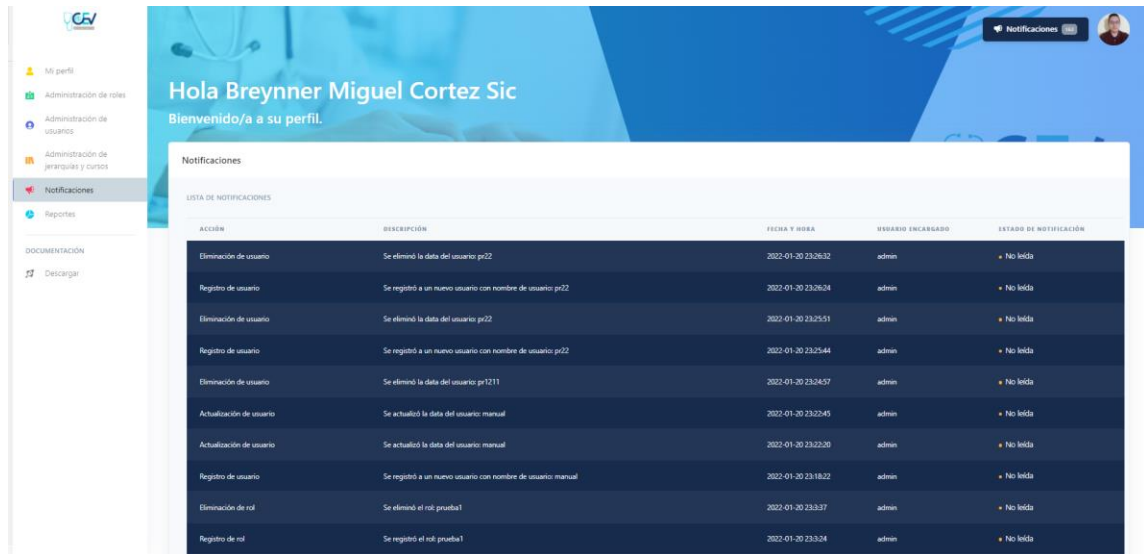 CEV
Notificaciones
Mi perfil
Administración de roles
Administración de
usuarios
Administración de
jerarquías y cursos
Notificaciones
Reportes
DOCUMENTACIÓN
Descargar
Hola Breynner Miguel Cortez Sic
Bienvenido/a a su perfil.
Notificaciones
LISTA DE NOTIFICACIONES
ACCIÓN DESCRIPCIÓN FECHA Y HORA USUARIO ENCARGADO ESTADO DE NOTIFICACIÓN
Eliminación de usuario Se eliminó la data del usuario: pr22 2022-01-20 23:26:32 admin No leída
Registro de usuario Se registró a un nuevo usuario con nombre de usuario: pr22 2022-01-20 23:26:24 admin No leída
Eliminación de usuario Se eliminó la data del usuario: pr22 2022-01-20 23:25:51 admin No leída
Registro de usuario Se registró a un nuevo usuario con nombre de usuario: pr22 2022-01-20 23:25:44 admin No leída
Eliminación de usuario Se eliminó la data del usuario: pr1211 2022-01-20 23:24:57 admin No leída
Actualización de usuario Se actualizó la data del usuario: manual 2022-01-20 23:22:45 admin No leída
Actualización de usuario Se actualizó la data del usuario: manual 2022-01-20 23:22:20 admin No leída
Registro de usuario Se registró a un nuevo usuario con nombre de usuario: manual 2022-01-20 23:18:22 admin No leída
Eliminación de rol Se eliminó el rol: prueba1 2022-01-20 23:3:37 admin No leída
Registro de rol Se registró el rol: prueba1 2022-01-20 23:3:24 admin No leída